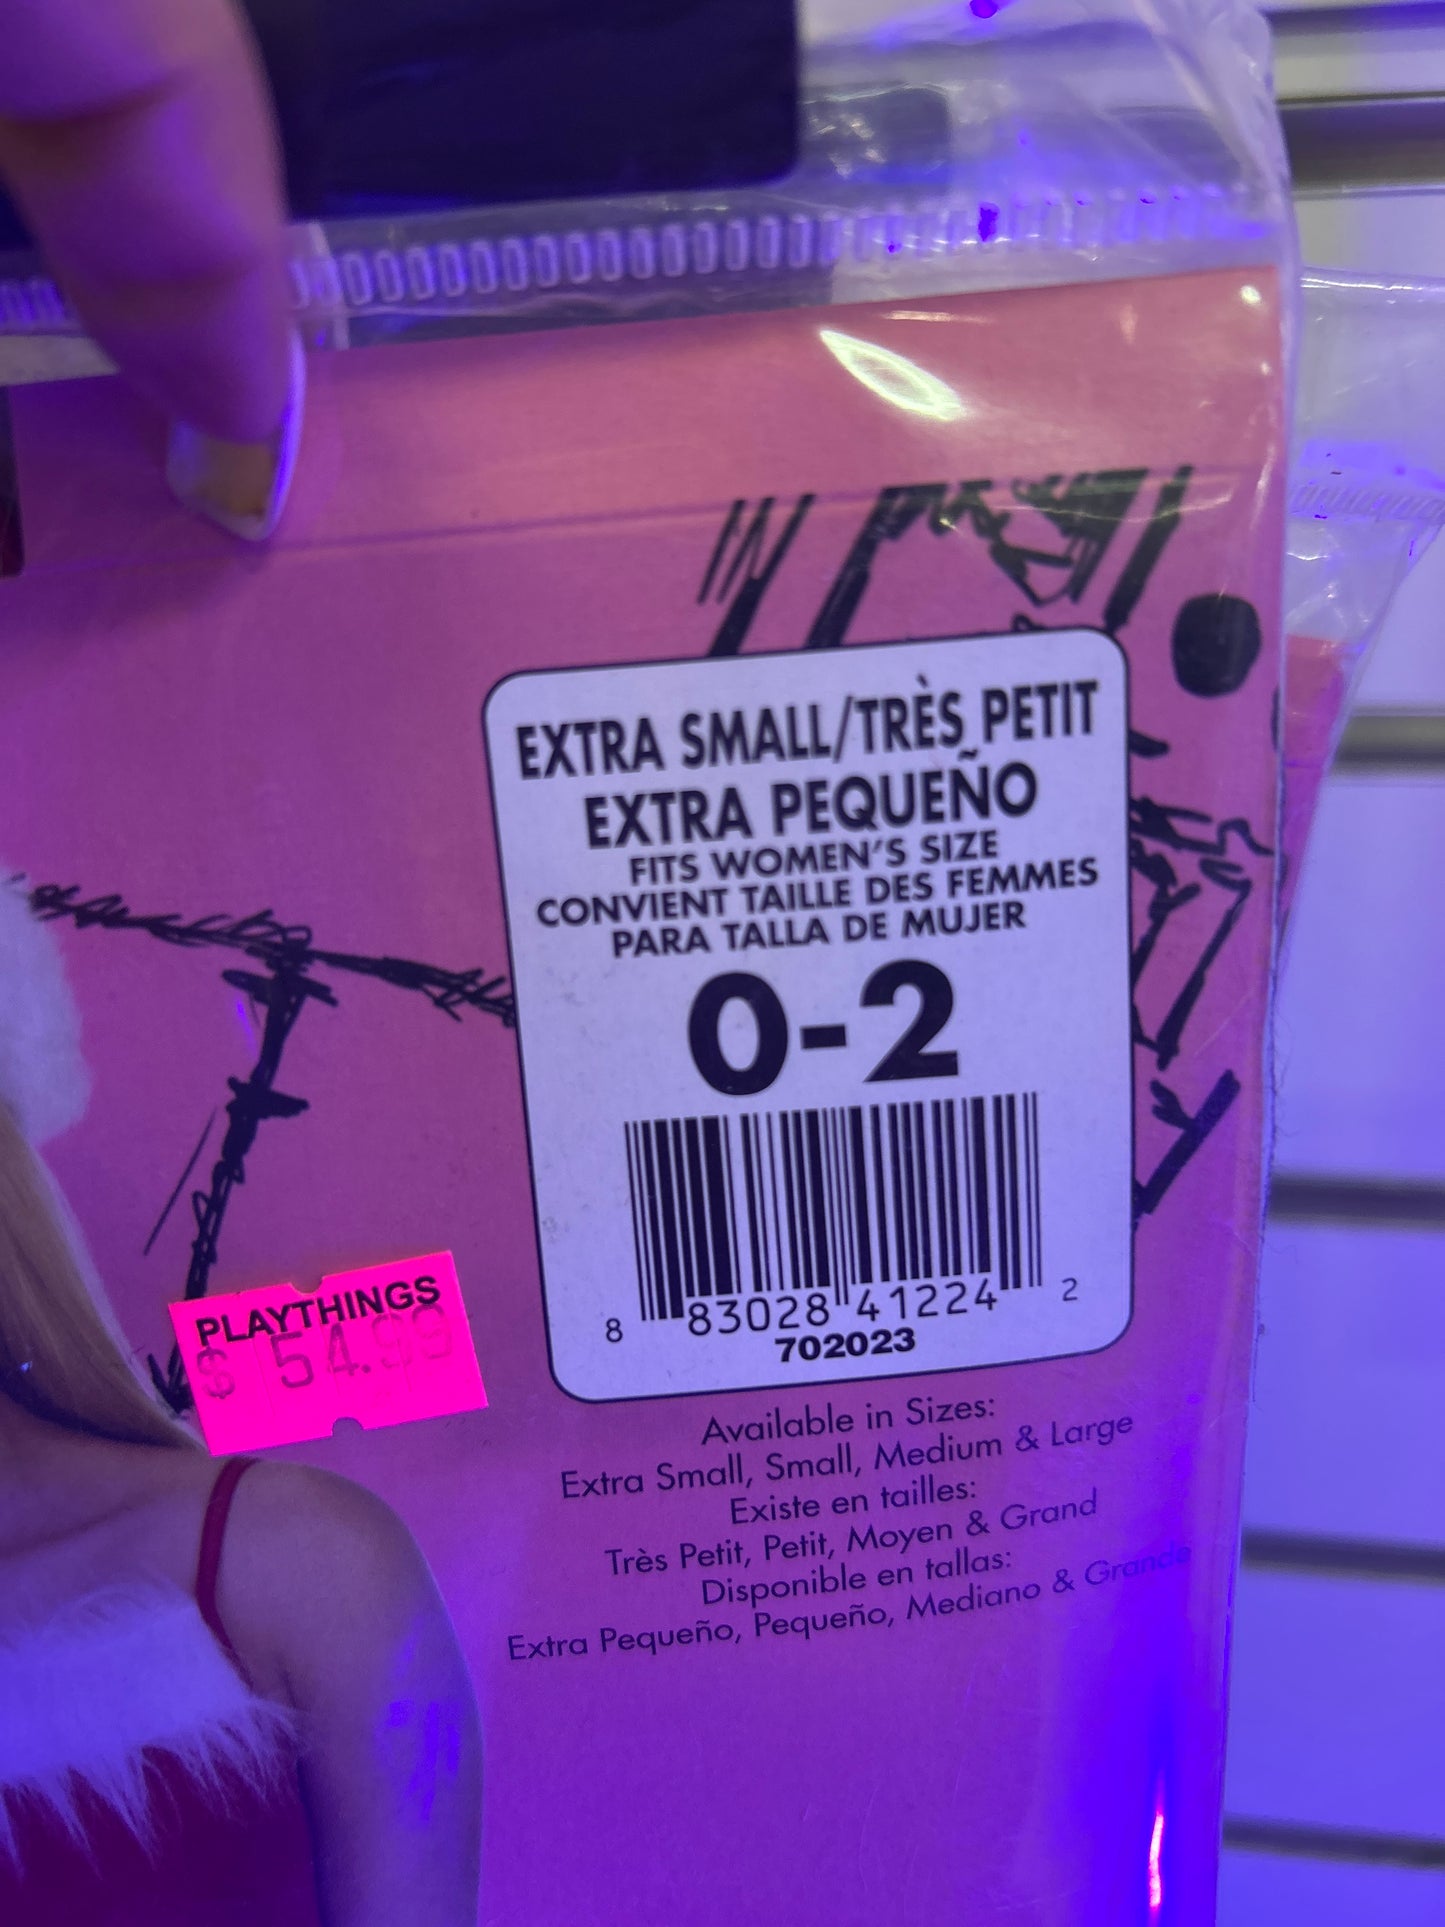 EXTRA SMALL/TRÈS PETIT
EXTRA PEQUEÑO
FITS WOMEN'S SIZE
CONVIENT TAILLE DES FEMMES
PARA TALLA DE MUJER
0-2
8 83028 41224 2
702023
PLAYTHINGS
$ 54.99
Available in Sizes:
Extra Small, Small, Medium & Large
Existe en tailles:
Très Petit, Petit, Moyen & Grand
Disponible en tallas:
Extra Pequeño, Pequeño, Mediano & Grande